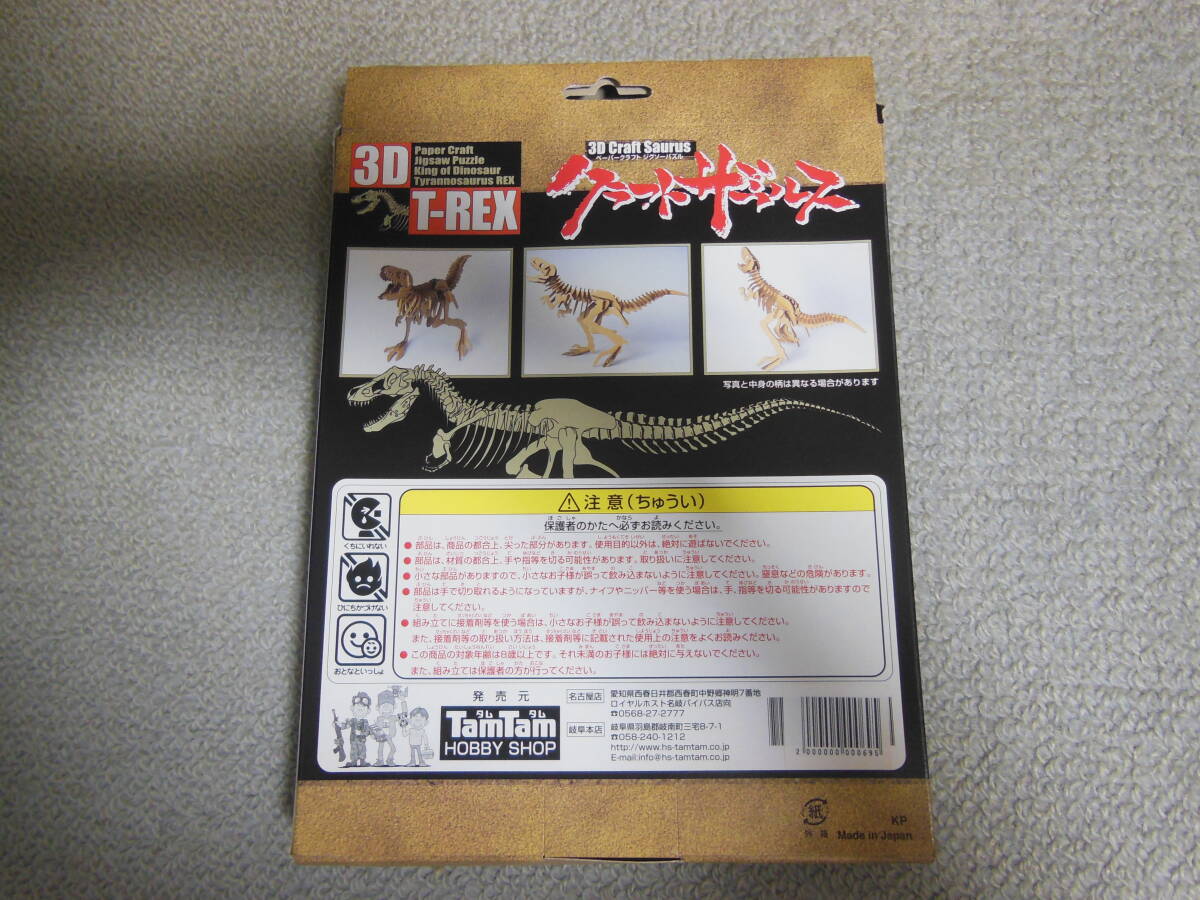 3D
Paper Craft
Jigsaw Puzzle
King of Dinosaur
Tyrannosaurus REX
T-REX
3D Craft Saurus
ペーパークラフト ジグソーパズル
クラフトザウルス
写真と中身の柄は異なる場合があります
注意(ちゅうい)
保護者のかたへ必ずお読みください。
くちにいれない
ひにちかづけない
おとなといっしょ
●部品は、商品の都合上、尖った部分があります。使用目的以外は、絶対に遊ばないでください。
●部品は、材質の都合上、手や指等を切る可能性があります。取り扱いに注意してください。
●小さな部品がありますので、小さなお子様が誤って飲み込まないように注意してください。窒息などの危険があります。
●部品は手で切り取れるようになっていますが、ナイフやニッパー等を使う場合は、手、指等を切る可能性がありますので
注意してください。
●組み立てに接着剤等を使う場合は、小さなお子様が誤って飲み込まないように注意してください。
また、接着剤等の取り扱い方法は、接着剤等に記載された使用上の注意をよくお読みください。
●この商品の対象年齢は8歳以上です。それ未満のお子様には絶対に与えないでください。
また、組み立ては保護者の方が行ってください。
発売元
タム タム
TamTam
HOBBY SHOP
名古屋店
愛知県西春日井郡西春町中野郷神明7番地
ロイヤルホスト名岐バイパス店向
☎0568-27-2777
岐阜本店
岐阜県羽島郡岐南町三宅8-7-1
☎058-240-1212
http://www.hs-tamtam.co.jp
E-mail:info@hs-tamtam.co.jp
2 000000 000695
紙
外箱
KP
Made in Japan